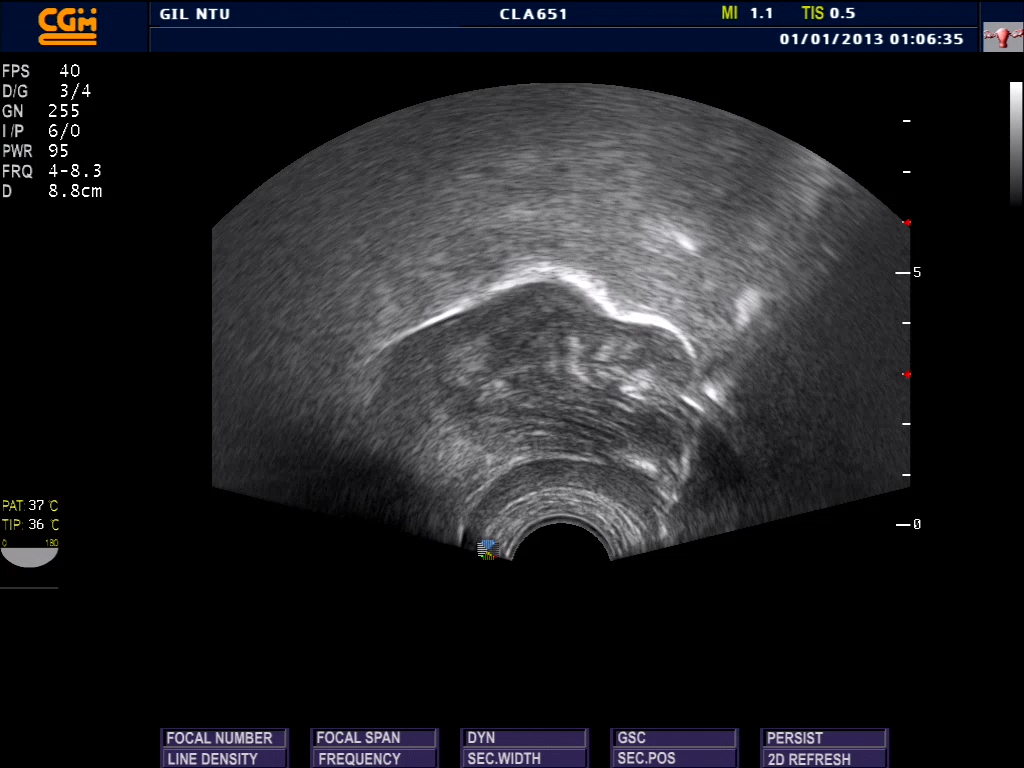 CGM
GIL NTU CLA651 MI 1.1 TIS 0.5
01/01/2013 01:06:35
FPS 40
D/G 3/4
GN 255
I/P 6/0
PWR 95
FRQ 4-8.3
D 8.8cm
5
PAT: 37 °C
TIP: 36 °C
0 180
0
FOCAL NUMBER FOCAL SPAN DYN GSC PERSIST
LINE DENSITY FREQUENCY SEC.WIDTH SEC.POS 2D REFRESH